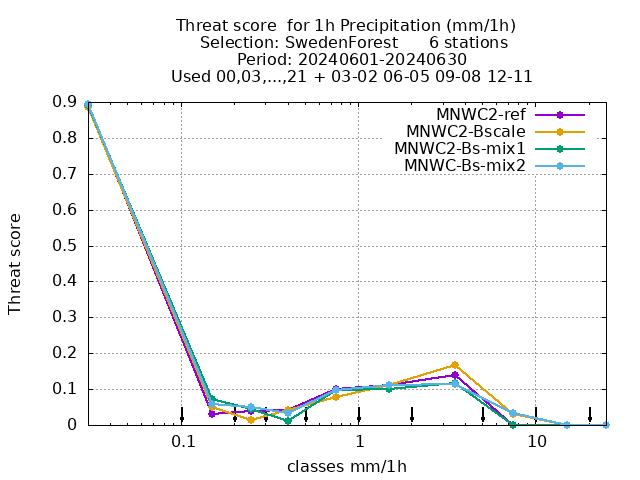 Threat score  for 1h Precipitation (mm/1h)
Selection: SwedenForest      6 stations
Period: 20240601-20240630
Used 00,03,...,21 + 03-02 06-05 09-08 12-11
MNWC2-ref
MNWC2-Bscale
MNWC2-Bs-mix1
MNWC-Bs-mix2
0.9
0.8
0.7
0.6
0.5
0.4
0.3
0.2
0.1
0
Threat score
0.1 1 10
classes mm/1h